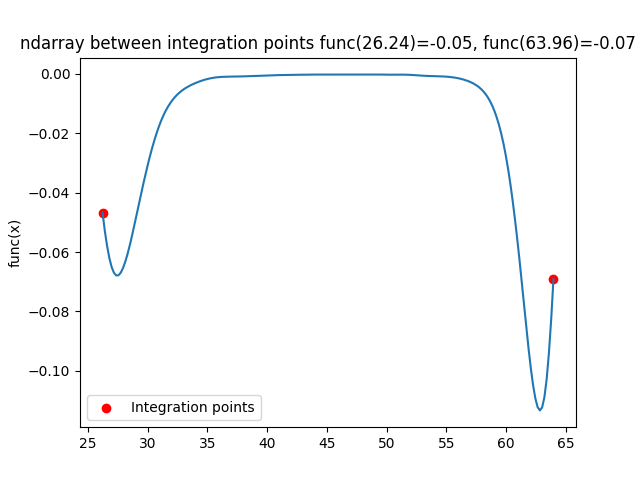 ndarray between integration points func(26.24)=-0.05, func(63.96)=-0.07
0.00
−0.02
−0.04
−0.06
−0.08
−0.10
func(x)
Integration points
25 30 35 40 45 50 55 60 65